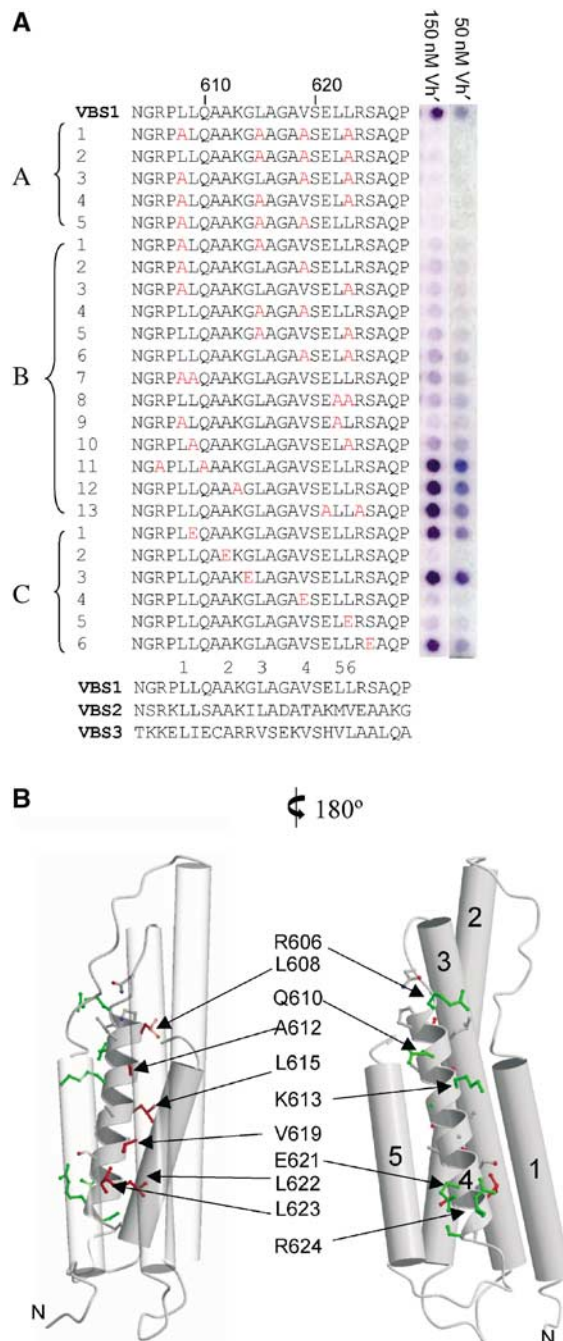 A
150 nM Vh′
50 nM Vh′
610 620
VBS1 NGRPLLQAAKGLAGAVSELLRSAQP
A
1 NGRPALQAAKGAAGAASELARSAQP
2 NGRPLLQAAKGAAGAASELARSAQP
3 NGRPALQAAKGLAGAASELARSAQP
4 NGRPALQAAKGAAGAVSELARSAQP
5 NGRPALQAAKGAAGAASELLRSAQP
B
1 NGRPALQAAKGAAGAVSELLRSAQP
2 NGRPALQAAKGLAGAASELLRSAQP
3 NGRPALQAAKGLAGAVSELARSAQP
4 NGRPLLQAAKGAAGAASELLRSAQP
5 NGRPLLQAAKGAAGAVSELARSAQP
6 NGRPLLQAAKGLAGAASELARSAQP
7 NGRPAAQAAKGLAGAVSELLRSAQP
8 NGRPLLQAAKGLAGAVSEAARSAQP
9 NGRPALQAAKGLAGAVSEALRSAQP
10 NGRPLAQAAKGLAGAVSELARSAQP
11 NGAPLLAAAKGLAGAVSELLRSAQP
12 NGRPLLQAAAGLAGAVSELLRSAQP
13 NGRPLLQAAKGLAGAVSALLASAQP
C
1 NGRPLEQAAKGLAGAVSELLRSAQP
2 NGRPLLQAEKGLAGAVSELLRSAQP
3 NGRPLLQAAKELAGAVSELLRSAQP
4 NGRPLLQAAKGLAGAESELLRSAQP
5 NGRPLLQAAKGLAGAVSELERSAQP
6 NGRPLLQAAKGLAGAVSELLREAQP
1 2 3 4 56
VBS1 NGRPLLQAAKGLAGAVSELLRSAQP
VBS2 NSRKLLSAAKILADATAKMVEAAKG
VBS3 TKKELIECARRVSEKVSHVLAALQA
B
180°
R606
L608
Q610
A612
L615
K613
V619
E621
L622
L623
R624
2
3
5
4
1
N
N